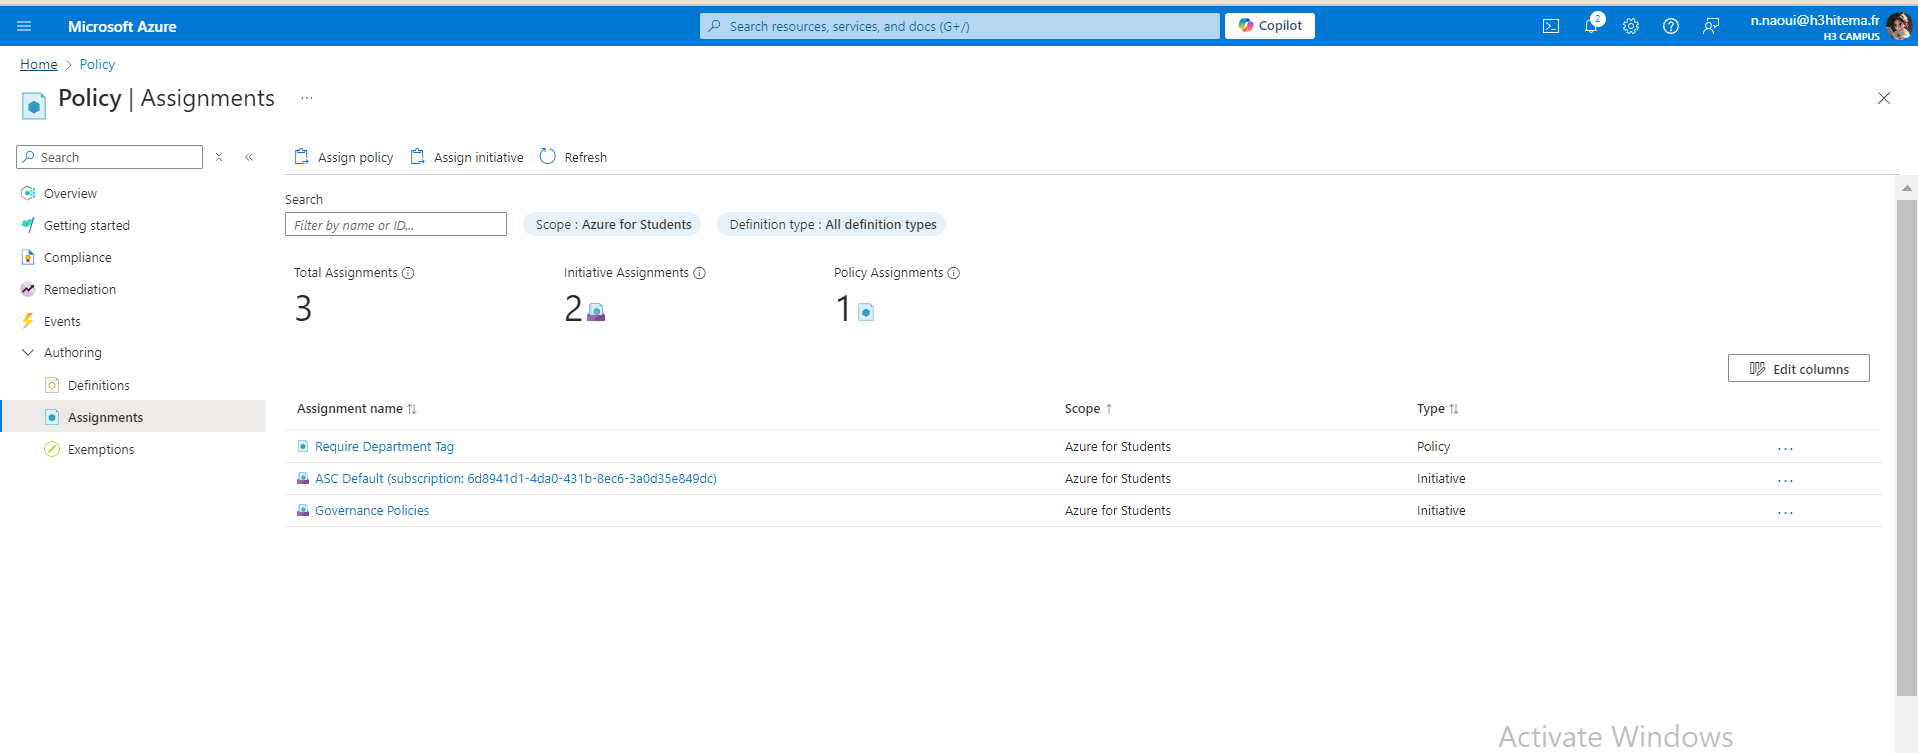 Microsoft Azure
Search resources, services, and docs (G+/)
Copilot
2
n.naoui@h3hitema.fr
H3 CAMPUS
Home > Policy
Policy | Assignments ...
Search
Assign policy
Assign initiative
Refresh
Overview
Getting started
Compliance
Remediation
Events
Authoring
Definitions
Assignments
Exemptions
Search
Filter by name or ID...
Scope : Azure for Students
Definition type : All definition types
Total Assignments
3
Initiative Assignments
2
Policy Assignments
1
Edit columns
Assignment name Scope Type
Require Department Tag Azure for Students Policy ...
ASC Default (subscription: 6d8941d1-4da0-431b-8ec6-3a0d35e849dc) Azure for Students Initiative ...
Governance Policies Azure for Students Initiative ...
Activate Windows